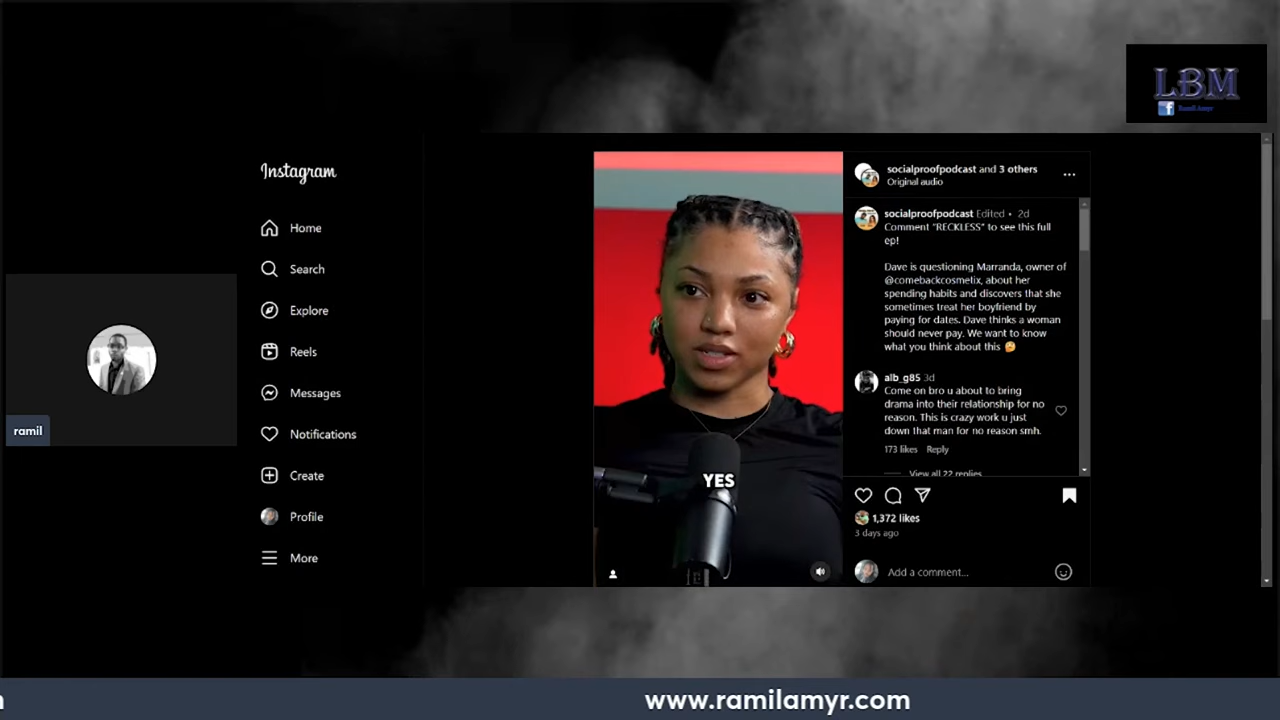 LBM
Ramil Amyr
Instagram
Home
Search
Explore
Reels
Messages
Notifications
Create
Profile
More
ramil
YES
socialproofpodcast and 3 others
Original audio
socialproofpodcast Edited • 2d
Comment "RECKLESS" to see this full
ep!
Dave is questioning Marranda, owner of
@comebackcosmetix, about her
spending habits and discovers that she
sometimes treat her boyfriend by
paying for dates. Dave thinks a woman
should never pay. We want to know
what you think about this 🤔
alb_g85 3d
Come on bro u about to bring
drama into their relationship for no
reason. This is crazy work u just
down that man for no reason smh.
173 likes Reply
View all 22 replies
1,372 likes
3 days ago
Add a comment...
www.ramilamyr.com